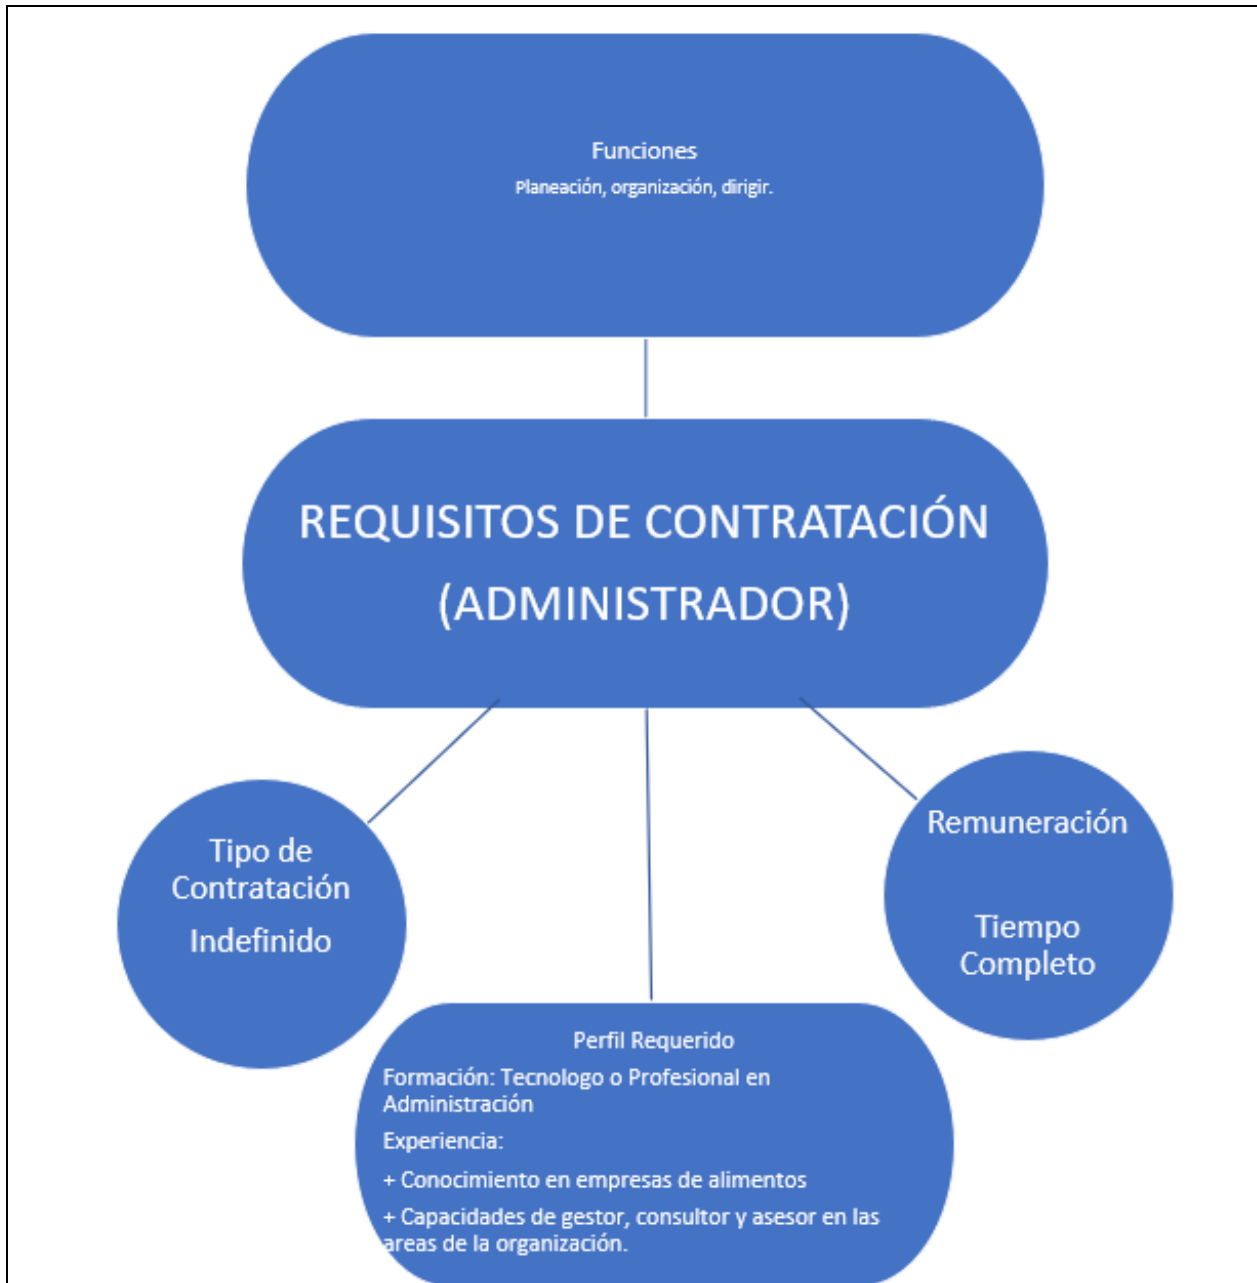 Funciones
Planeación, organización, dirigir.
REQUISITOS DE CONTRATACIÓN
(ADMINISTRADOR)
Tipo de
Contratación
Indefinido
Remuneración
Tiempo
Completo
Perfil Requerido
Formación: Tecnologo o Profesional en
Administración
Experiencia:
+ Conocimiento en empresas de alimentos
+ Capacidades de gestor, consultor y asesor en las
areas de la organización.